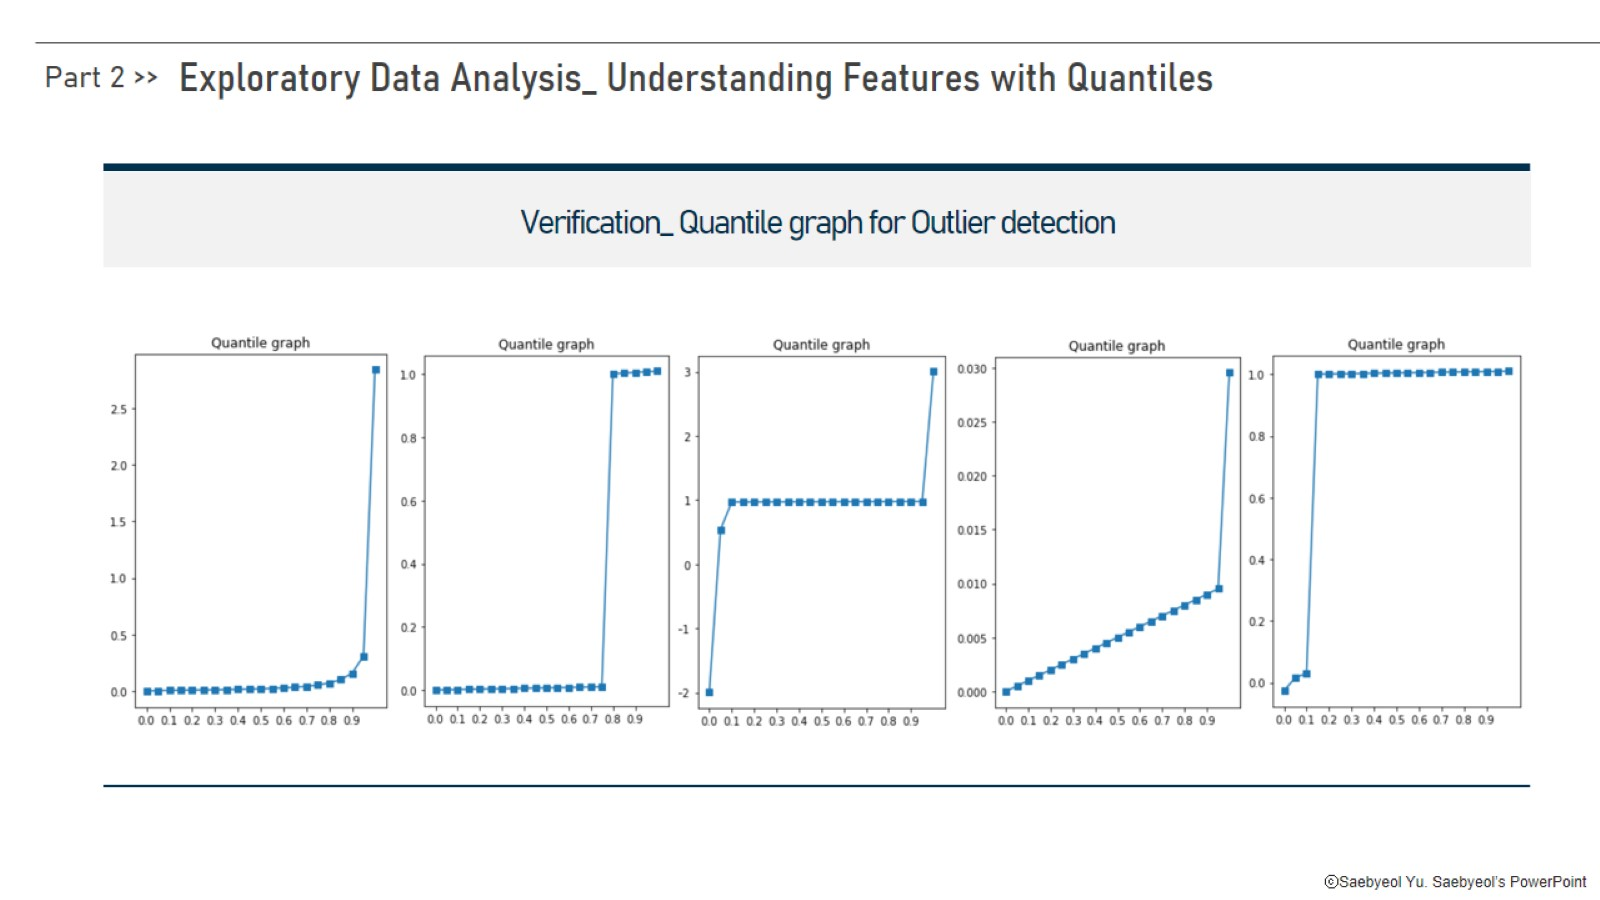 Part 2 >> Exploratory Data Analysis_ Understanding Features with Quantiles
Verification_ Quantile graph for Outlier detection
Quantile graph
2.5
2.0
1.5
1.0
0.5
0.0
0.0 0.1 0.2 0.3 0.4 0.5 0.6 0.7 0.8 0.9
Quantile graph
1.0
0.8
0.6
0.4
0.2
0.0
0.0 0.1 0.2 0.3 0.4 0.5 0.6 0.7 0.8 0.9
Quantile graph
3
2
1
0
-1
-2
0.0 0.1 0.2 0.3 0.4 0.5 0.6 0.7 0.8 0.9
Quantile graph
0.030
0.025
0.020
0.015
0.010
0.005
0.000
0.0 0.1 0.2 0.3 0.4 0.5 0.6 0.7 0.8 0.9
Quantile graph
1.0
0.8
0.6
0.4
0.2
0.0
0.0 0.1 0.2 0.3 0.4 0.5 0.6 0.7 0.8 0.9
©Saebyeol Yu. Saebyeol's PowerPoint